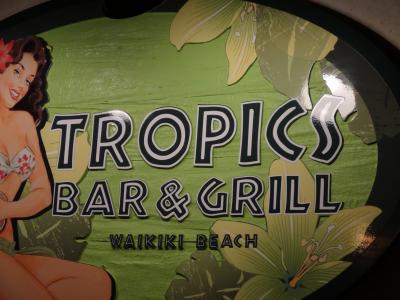 TROPICS
BAR & GRILL
WAIKIKI BEACH